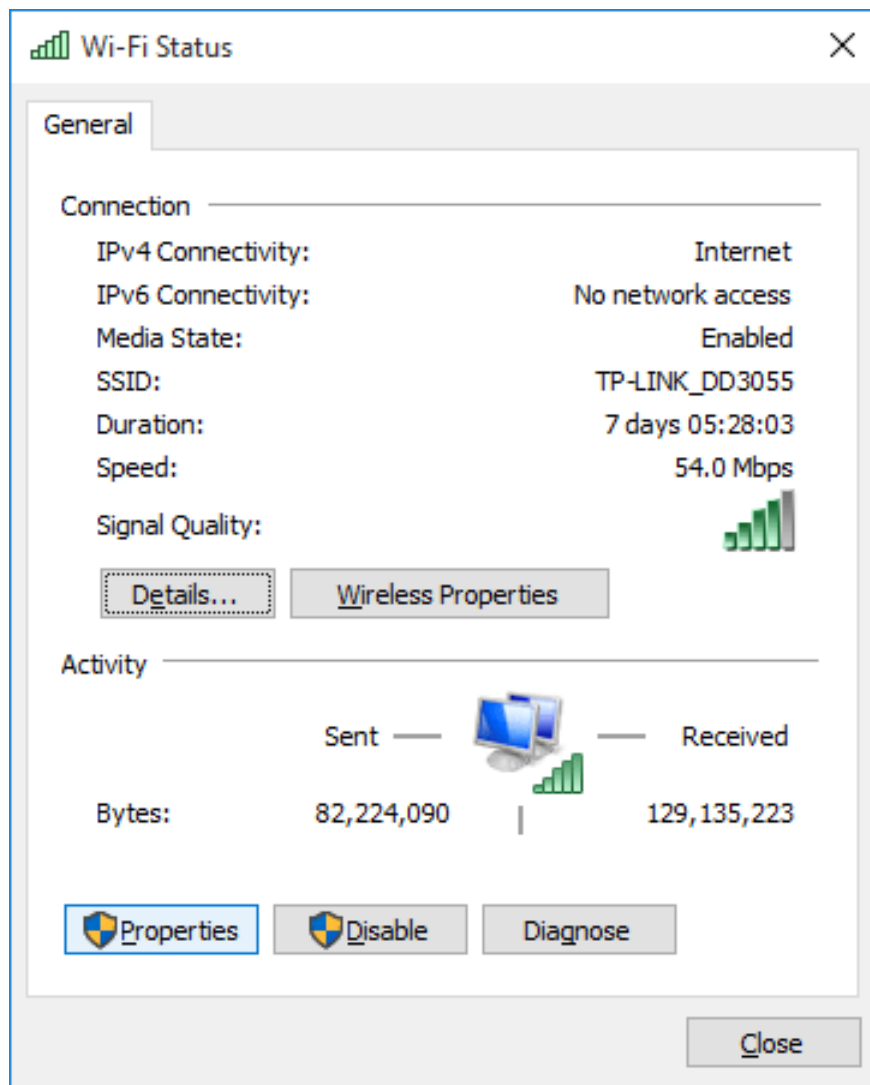 Wi-Fi Status
General
Connection
IPv4 Connectivity: Internet
IPv6 Connectivity: No network access
Media State: Enabled
SSID: TP-LINK_DD3055
Duration: 7 days 05:28:03
Speed: 54.0 Mbps
Signal Quality:
Details... Wireless Properties
Activity
Sent Received
Bytes: 82,224,090 129,135,223
Properties Disable Diagnose
Close